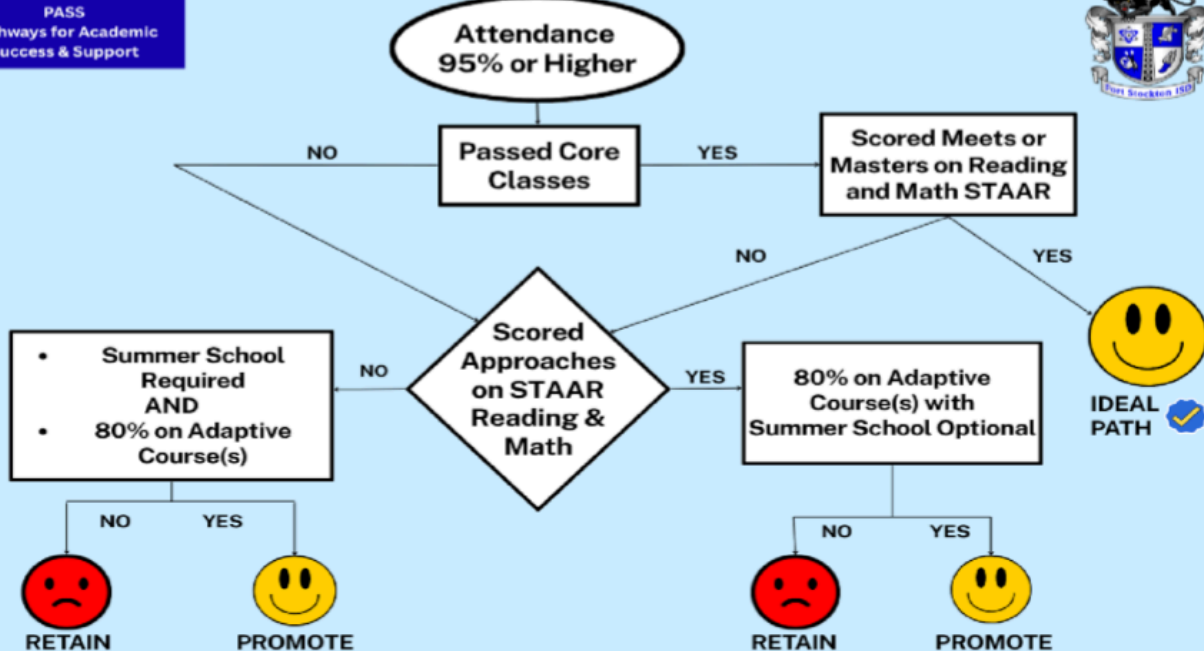 PASS
hways for Academic
uccess & Support
Attendance
95% or Higher
Fort Stockton ISD
NO
Passed Core
Classes
YES
Scored Meets or
Masters on Reading
and Math STAAR
NO
YES
Scored
Approaches
on STAAR
Reading &
Math
• Summer School
Required
AND
• 80% on Adaptive
Course(s)
NO
YES
80% on Adaptive
Course(s) with
Summer School Optional
IDEAL
PATH
NO
YES
NO
YES
RETAIN
PROMOTE
RETAIN
PROMOTE